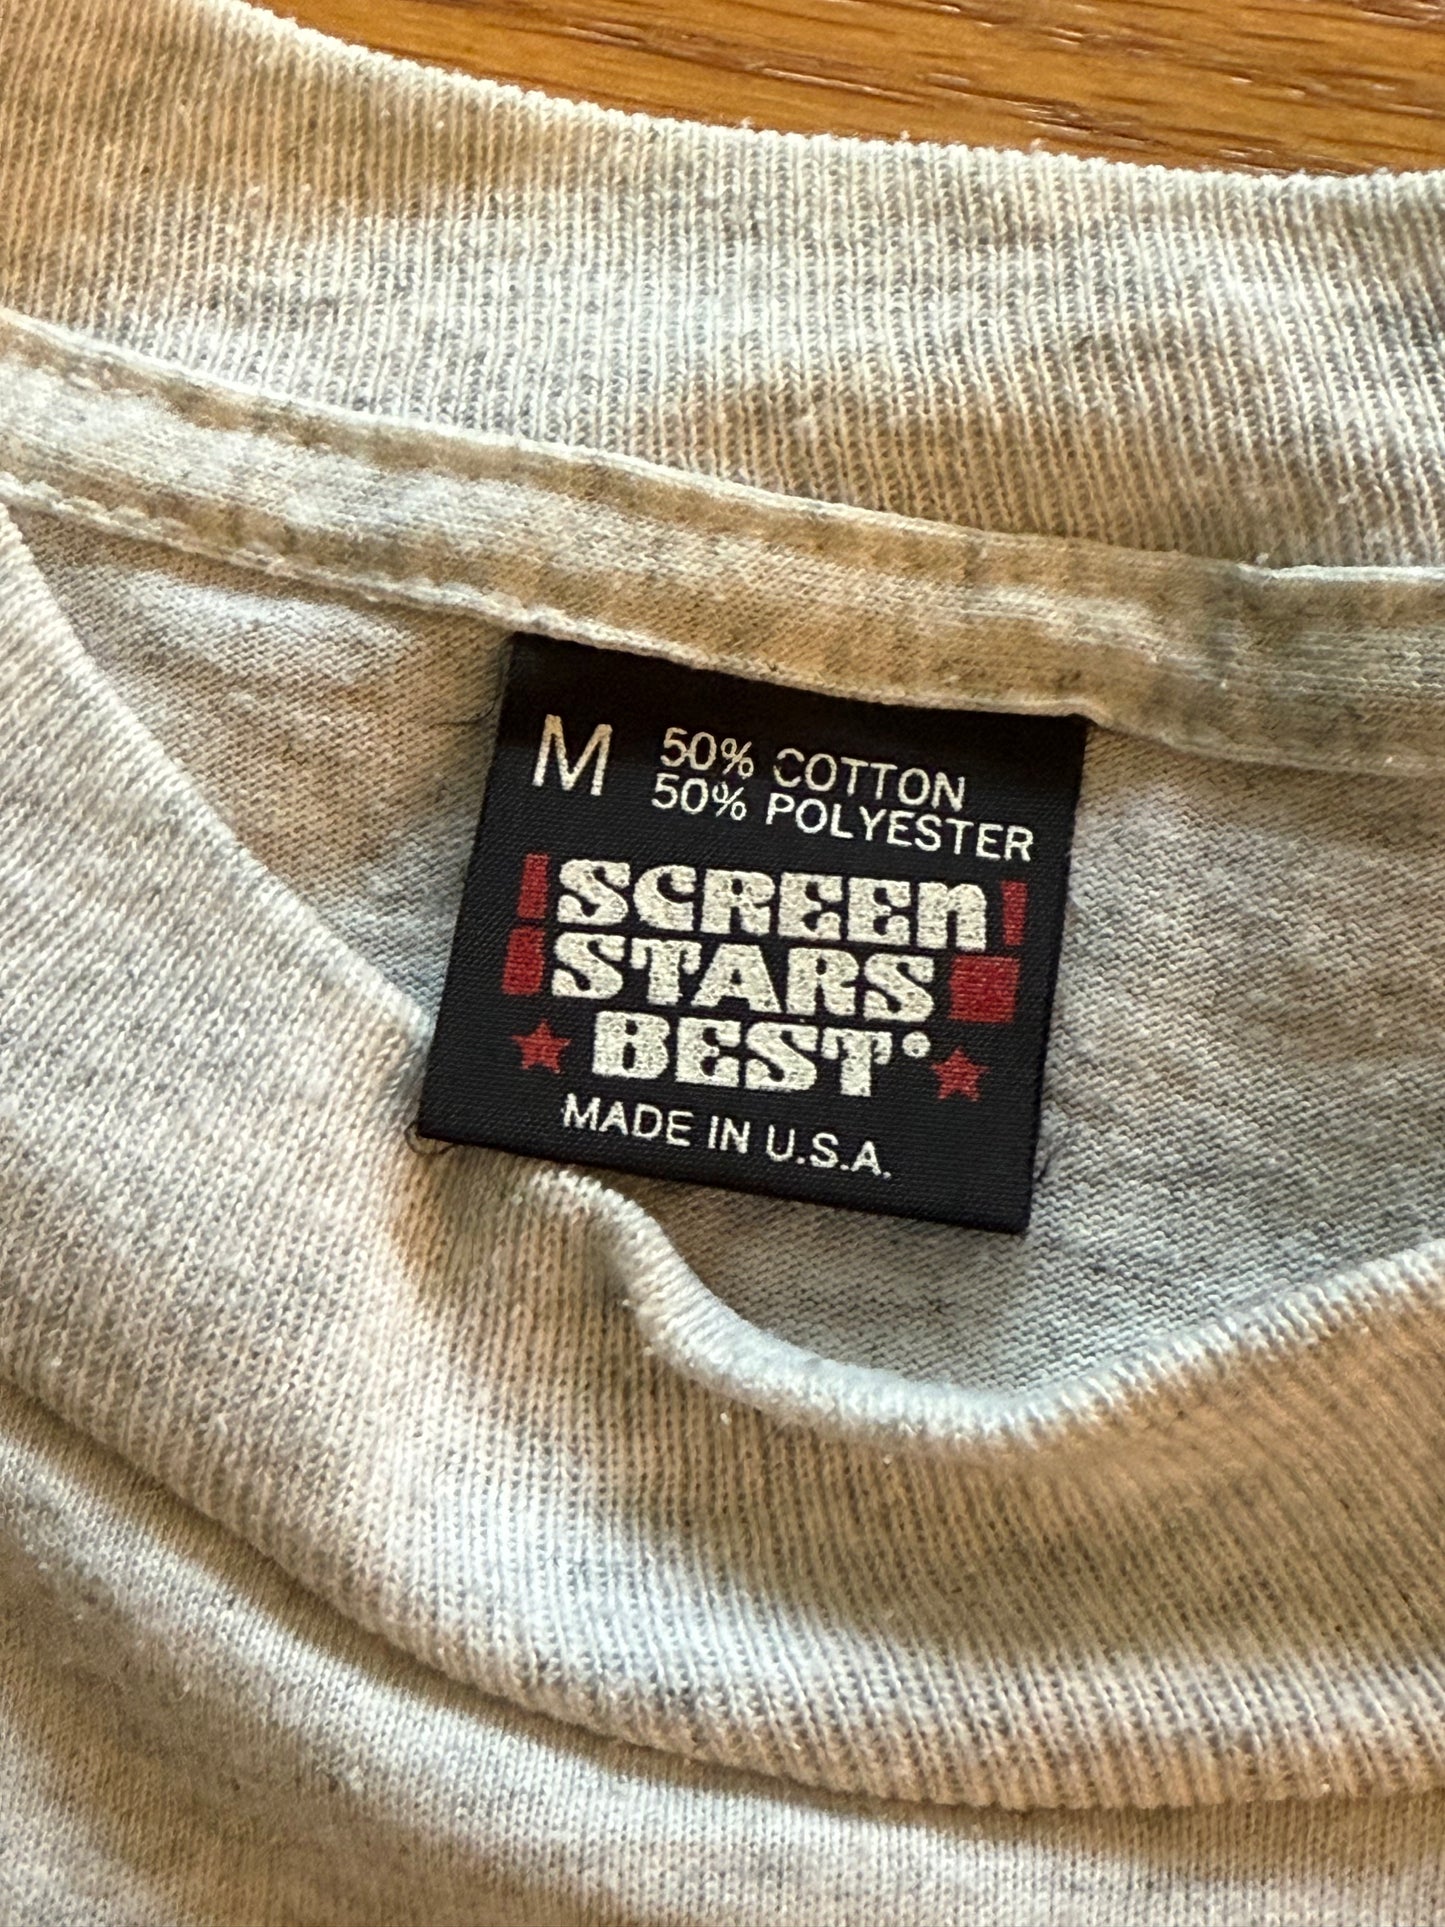 M 50% COTTON
50% POLYESTER
SCREEN
STARS
BEST®
MADE IN U.S.A.